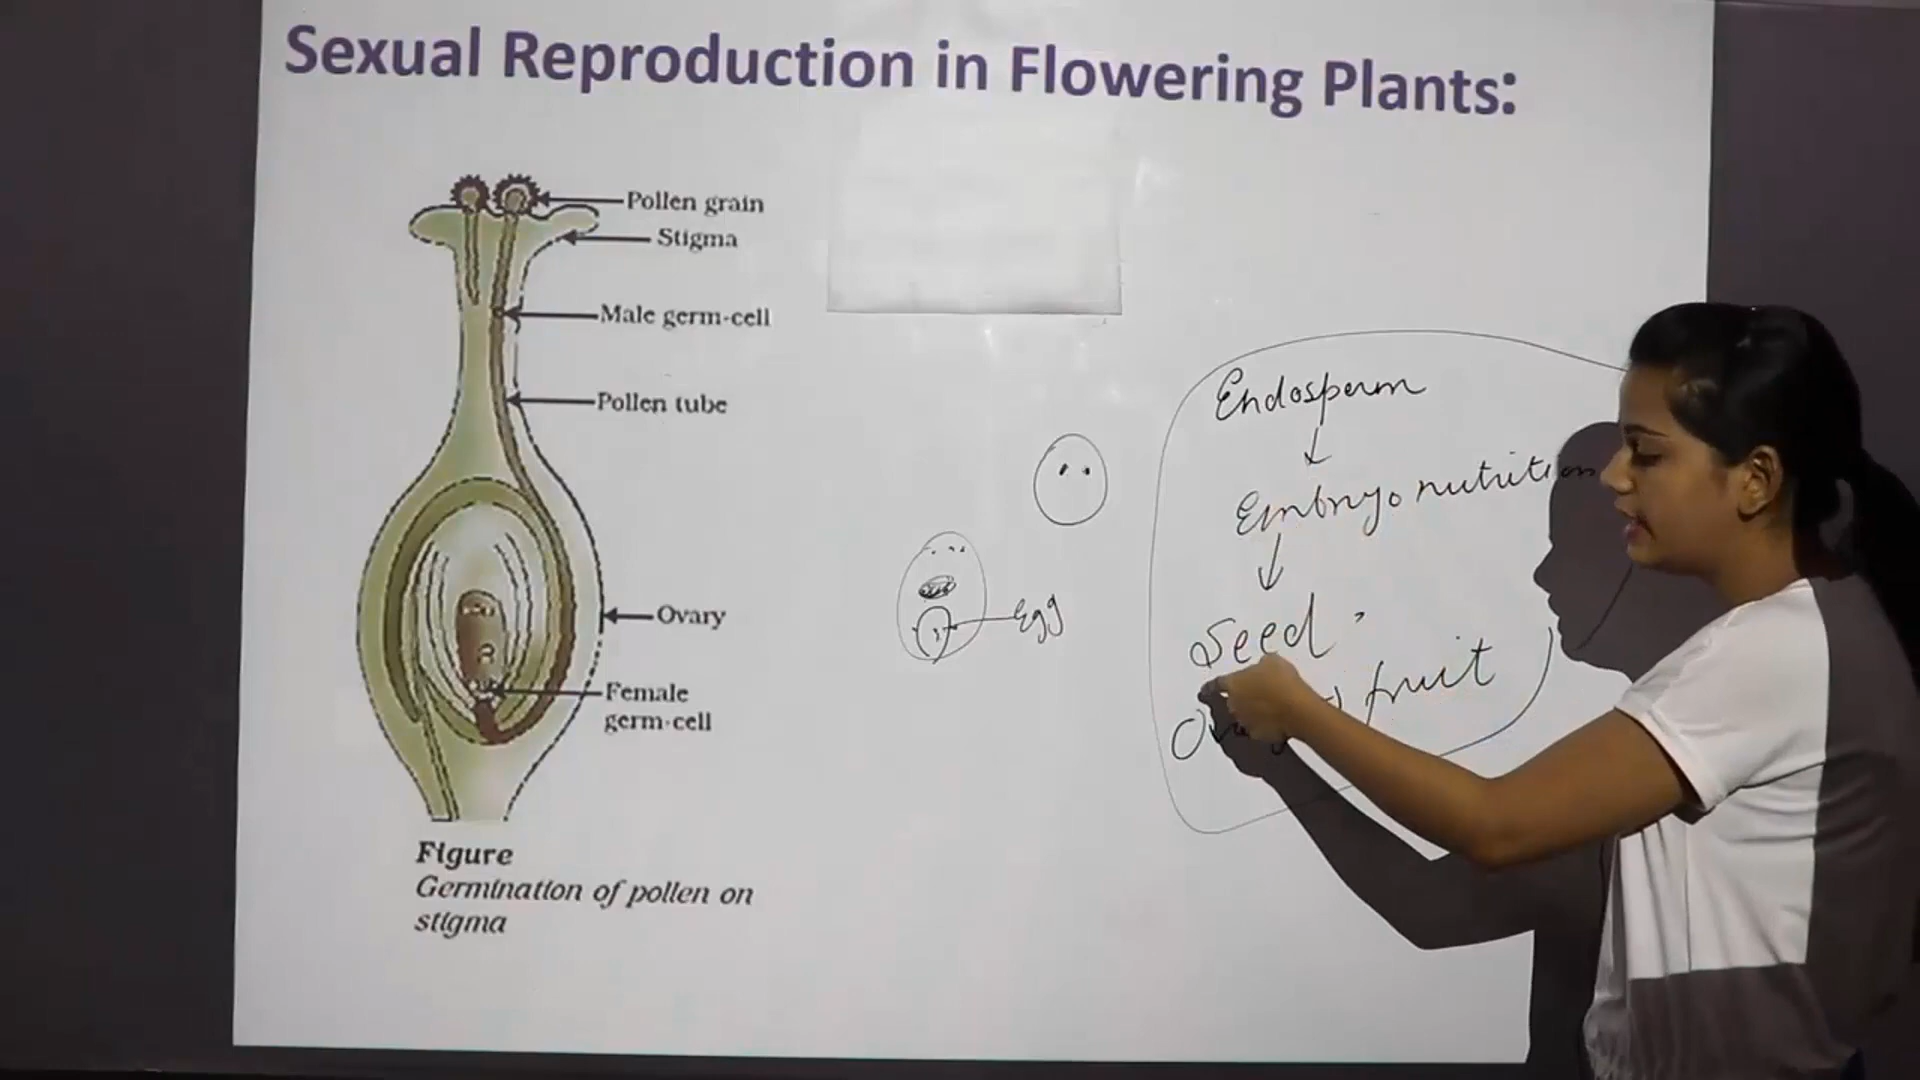 Sexual Reproduction in Flowering Plants:
Pollen grain
Stigma
Male germ-cell
Pollen tube
Ovary
Female
germ-cell
Figure
Germination of pollen on
stigma
Egg
Endosperm
Embryo nutrition
Seed
fruit